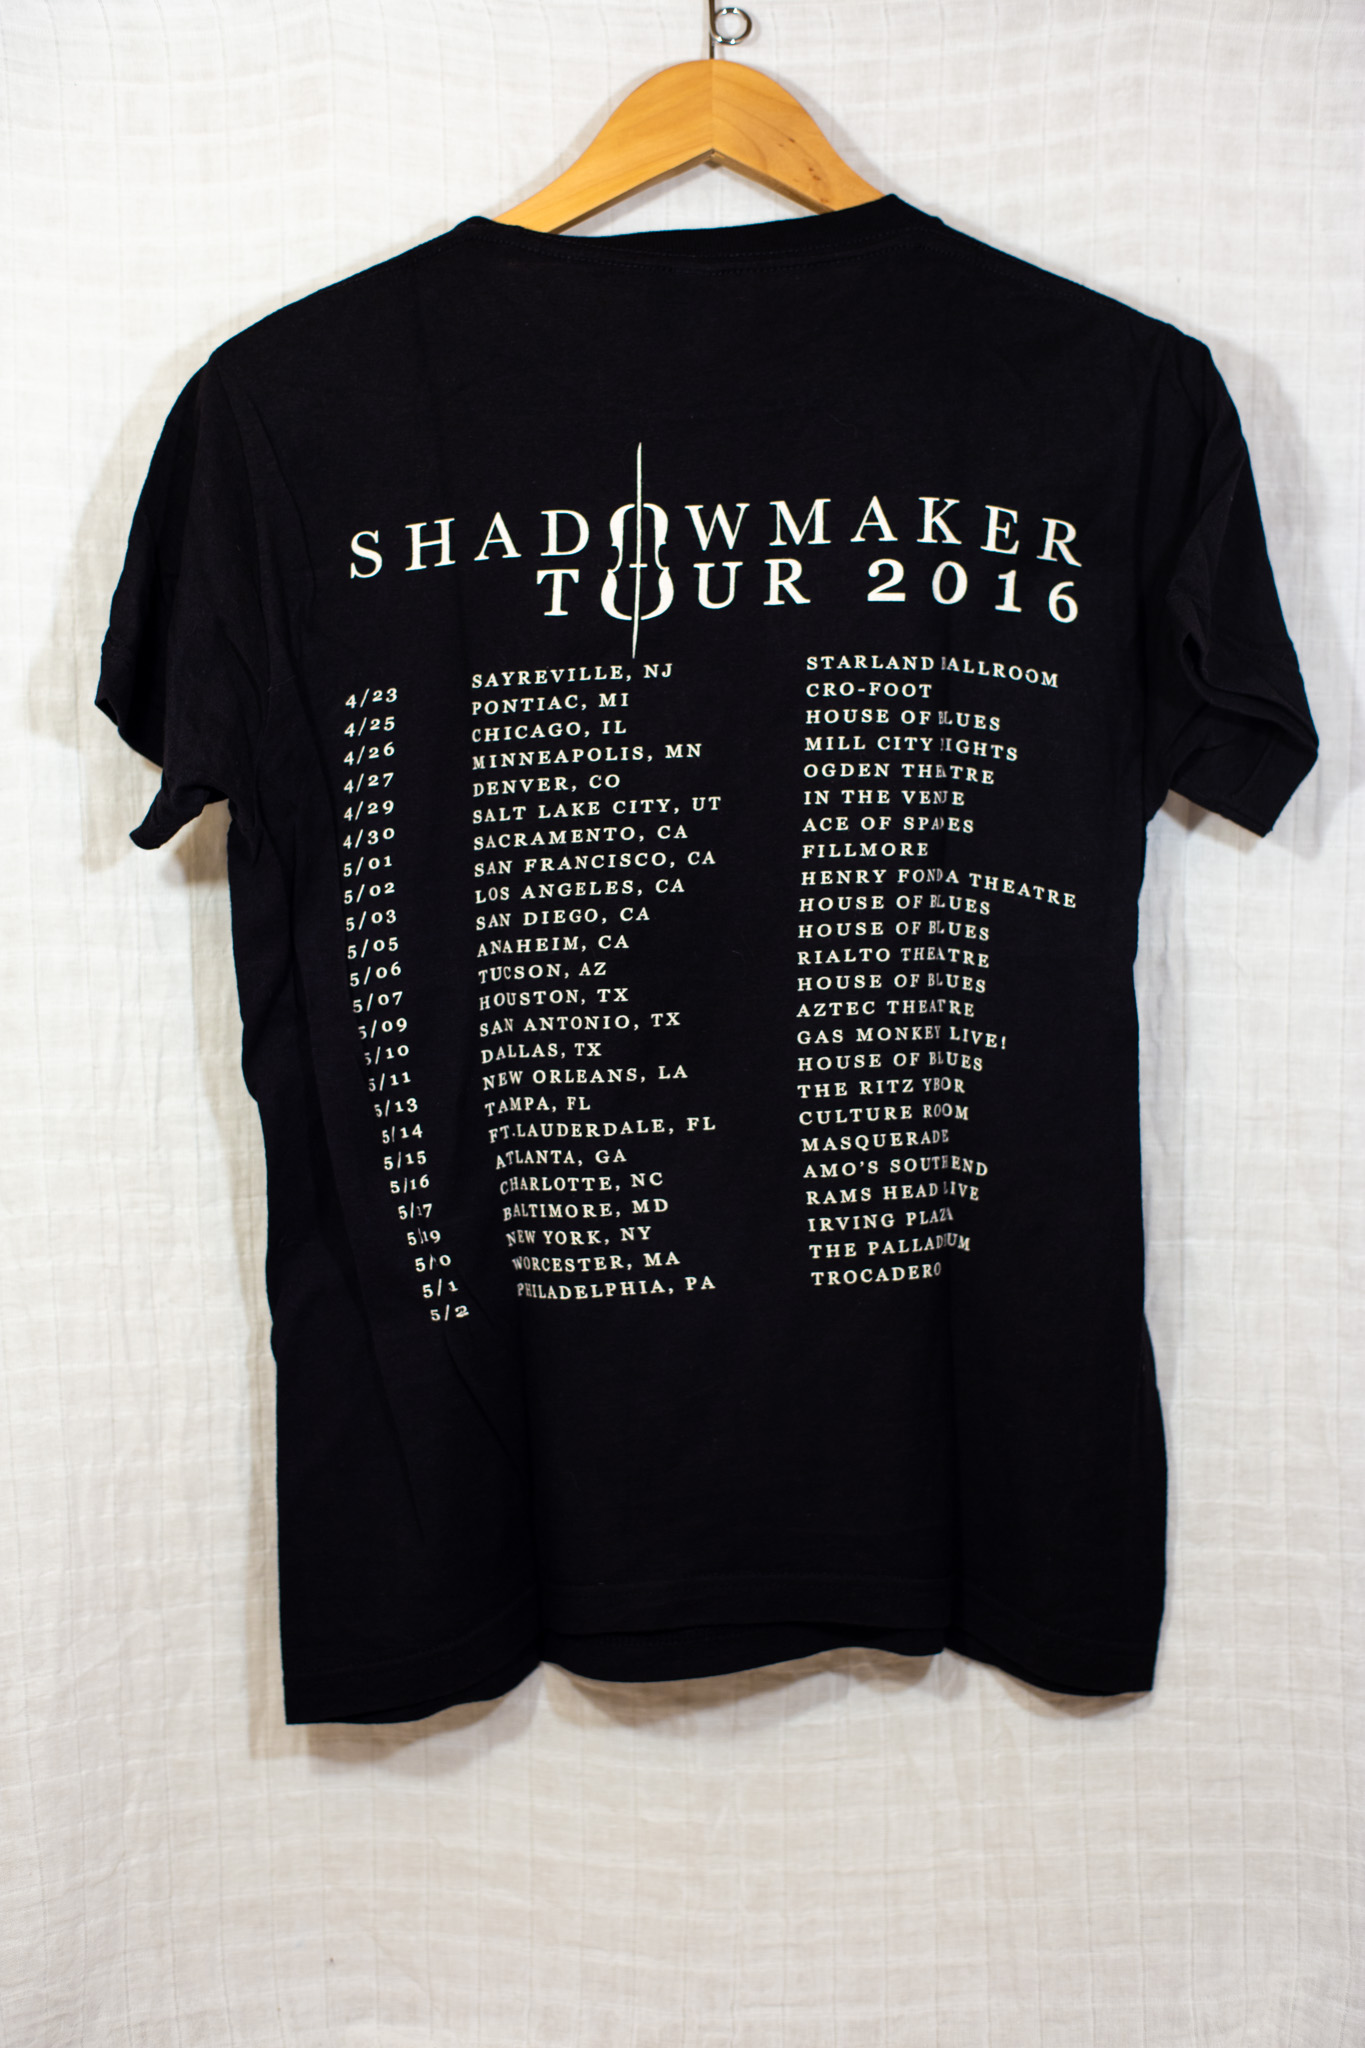 SHADOWMAKER
TOUR 2016
4/23 SAYREVILLE, NJ STARLAND BALLROOM
4/25 PONTIAC, MI CRO-FOOT
4/26 CHICAGO, IL HOUSE OF BLUES
4/27 MINNEAPOLIS, MN MILL CITY NIGHTS
4/29 DENVER, CO OGDEN THEATRE
4/30 SALT LAKE CITY, UT IN THE VENUE
5/01 SACRAMENTO, CA ACE OF SPADES
5/02 SAN FRANCISCO, CA FILLMORE
5/03 LOS ANGELES, CA HENRY FONDA THEATRE
5/05 SAN DIEGO, CA HOUSE OF BLUES
5/06 ANAHEIM, CA HOUSE OF BLUES
5/07 TUCSON, AZ RIALTO THEATRE
5/09 HOUSTON, TX HOUSE OF BLUES
5/10 SAN ANTONIO, TX AZTEC THEATRE
5/11 DALLAS, TX GAS MONKEY LIVE!
5/13 NEW ORLEANS, LA HOUSE OF BLUES
5/14 TAMPA, FL THE RITZ YBOR
5/15 FT.LAUDERDALE, FL CULTURE ROOM
5/16 ATLANTA, GA MASQUERADE
5/17 CHARLOTTE, NC AMO'S SOUTHEND
5/19 BALTIMORE, MD RAMS HEAD LIVE
5/20 NEW YORK, NY IRVING PLAZA
5/21 WORCESTER, MA THE PALLADIUM
5/22 PHILADELPHIA, PA TROCADERO